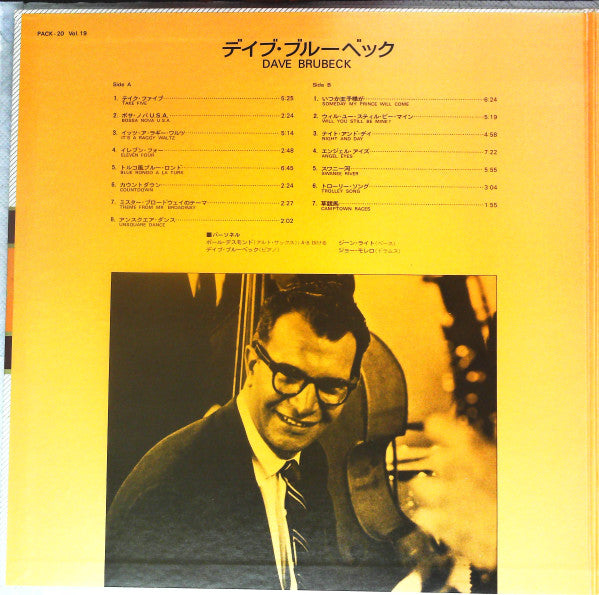 PACK-20 Vol.19
デイブ・ブルーベック
DAVE BRUBECK
Side A
1. テイク・ファイブ 5:25
TAKE FIVE
2. ボサ・ノバ U.S.A. 2:24
BOSSA NOVA U.S.A.
3. イッツ・ア・ラギー・ワルツ 5:14
IT'S A RAGGY WALTZ
4. イレブン・フォー 2:48
ELEVEN FOUR
5. トルコ風ブルー・ロンド 6:45
BLUE RONDO A LA TURK
6. カウントダウン 2:24
COUNTDOWN
7. ミスター・ブロードウェイのテーマ 2:27
THEME FROM MR. BROADWAY
8. アンスクエア・ダンス 2:02
UNSQUARE DANCE
Side B
1. いつか王子様が 6:24
SOMEDAY MY PRINCE WILL COME
2. ウィル・ユー・スティル・ビー・マイン 5:19
WILL YOU STILL BE MINE?
3. ナイト・アンド・デイ 4:58
NIGHT AND DAY
4. エンジェル・アイズ 7:22
ANGEL EYES
5. スワニー河 5:55
SWANEE RIVER
6. トローリー・ソング 3:04
TROLLEY SONG
7. 草競馬 1:55
CAMPTOWN RACES
■パーソネル
ポール・デスモンド(アルト・サックス) ジーン・ライト(ベース)
デイブ・ブルーベック(ピアノ) ジョー・モレロ(ドラムス)